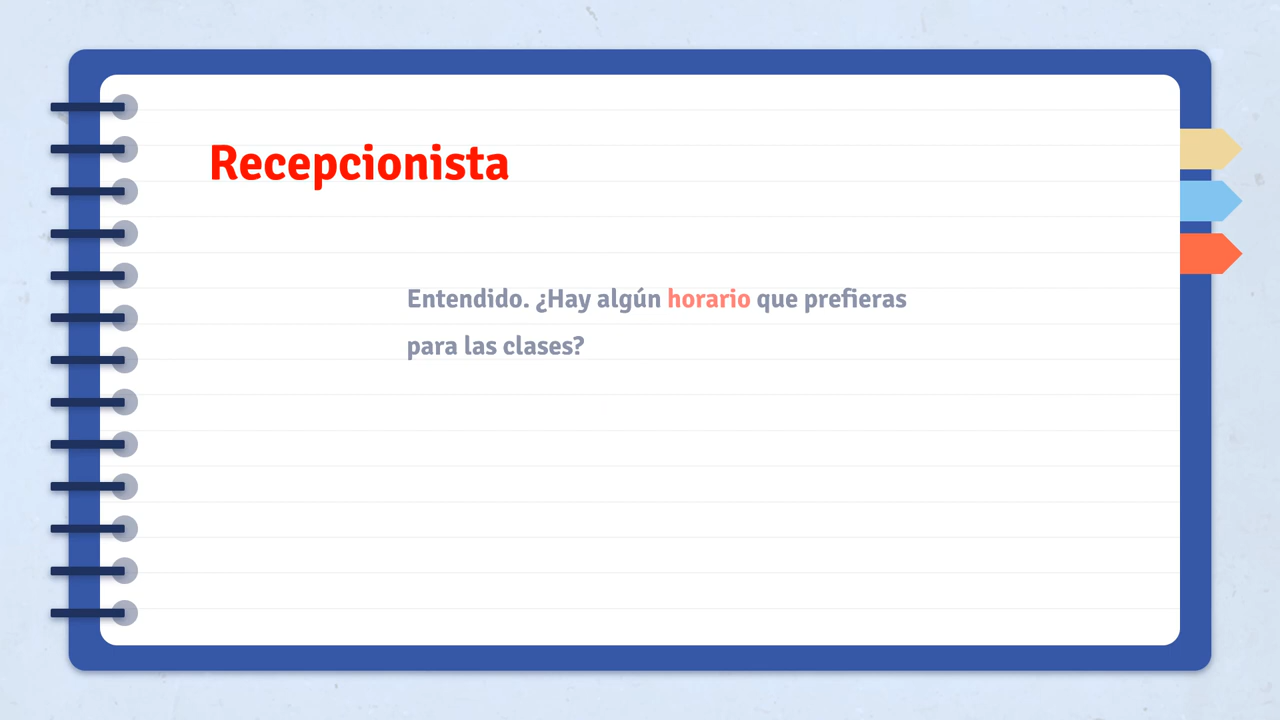 Recepcionista
Entendido. ¿Hay algún horario que prefieras
para las clases?